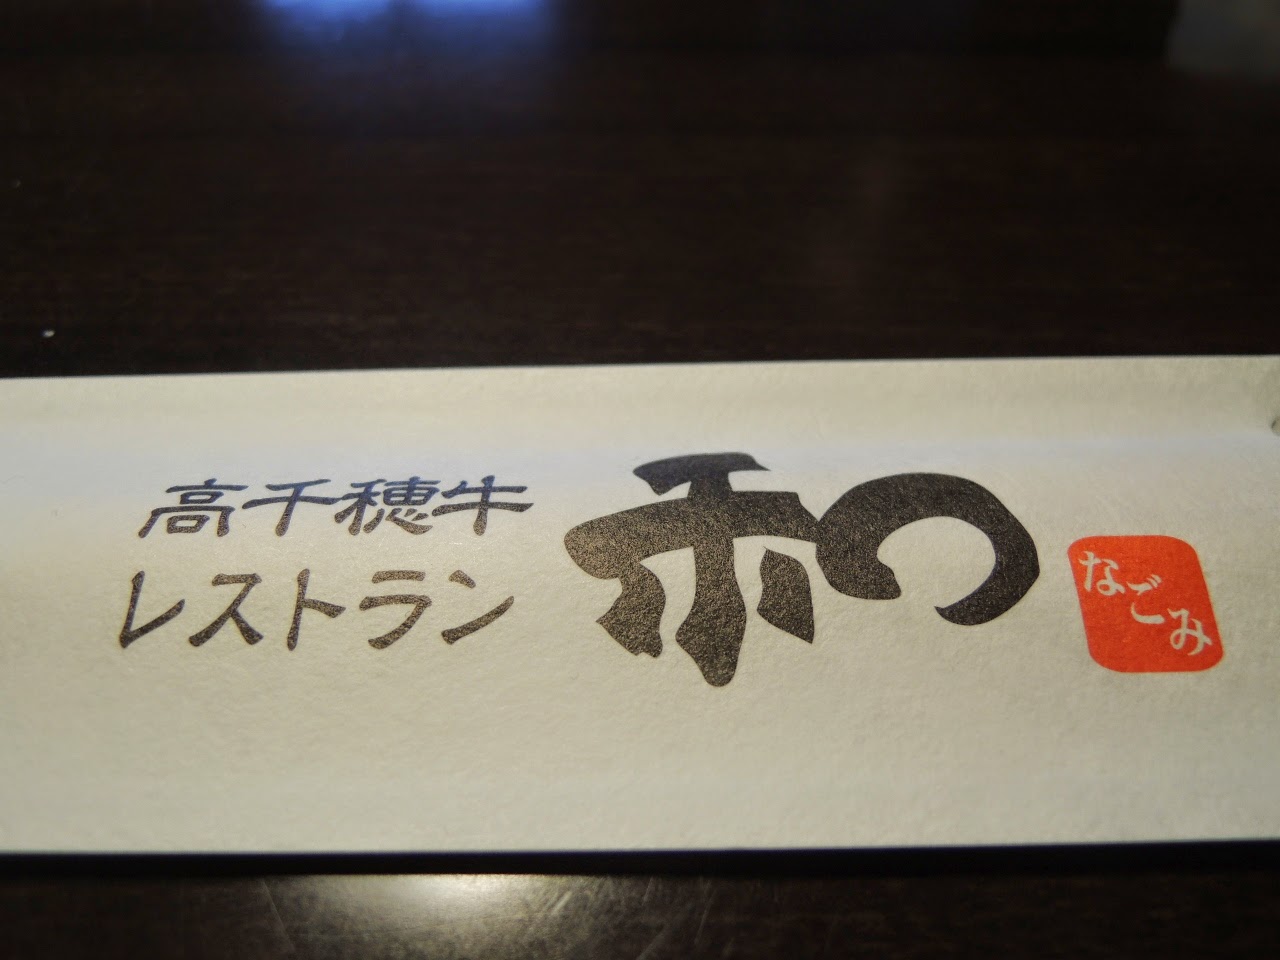 高千穂牛
レストラン
和
なごみ